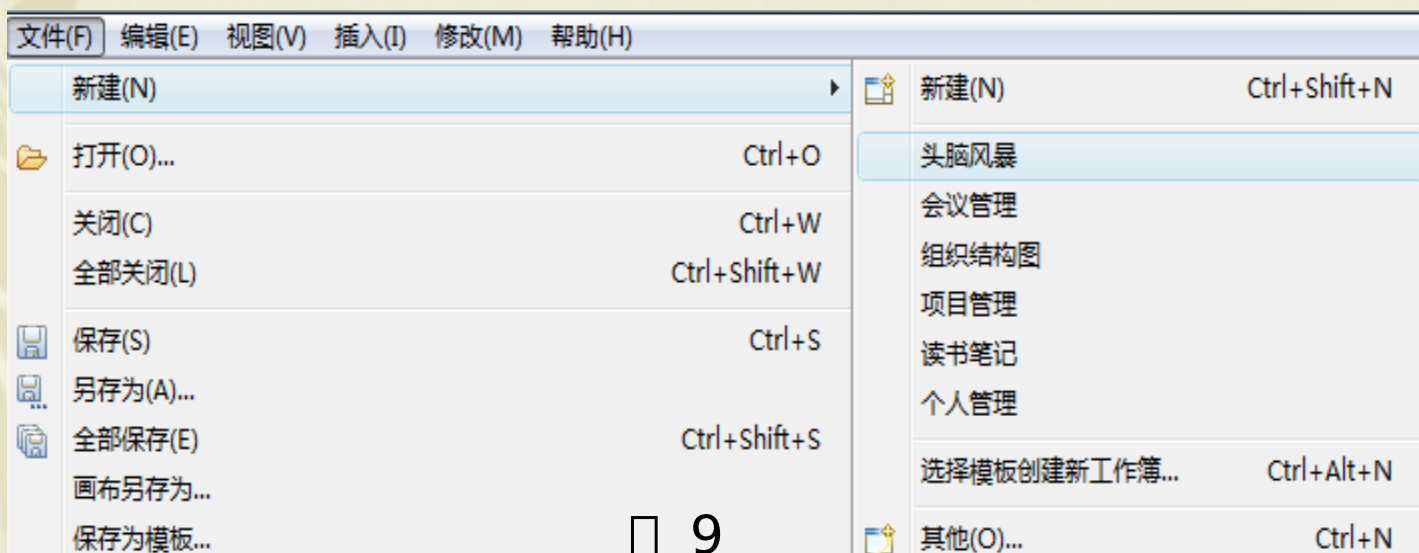 文件(F) 编辑(E) 视图(V) 插入(I) 修改(M) 帮助(H)
新建(N)
打开(O)... Ctrl+O
关闭(C) Ctrl+W
全部关闭(L) Ctrl+Shift+W
保存(S) Ctrl+S
另存为(A)...
全部保存(E) Ctrl+Shift+S
画布另存为...
保存为模板...
新建(N) Ctrl+Shift+N
头脑风暴
会议管理
组织结构图
项目管理
读书笔记
个人管理
选择模板创建新工作簿... Ctrl+Alt+N
其他(O)... Ctrl+N
9